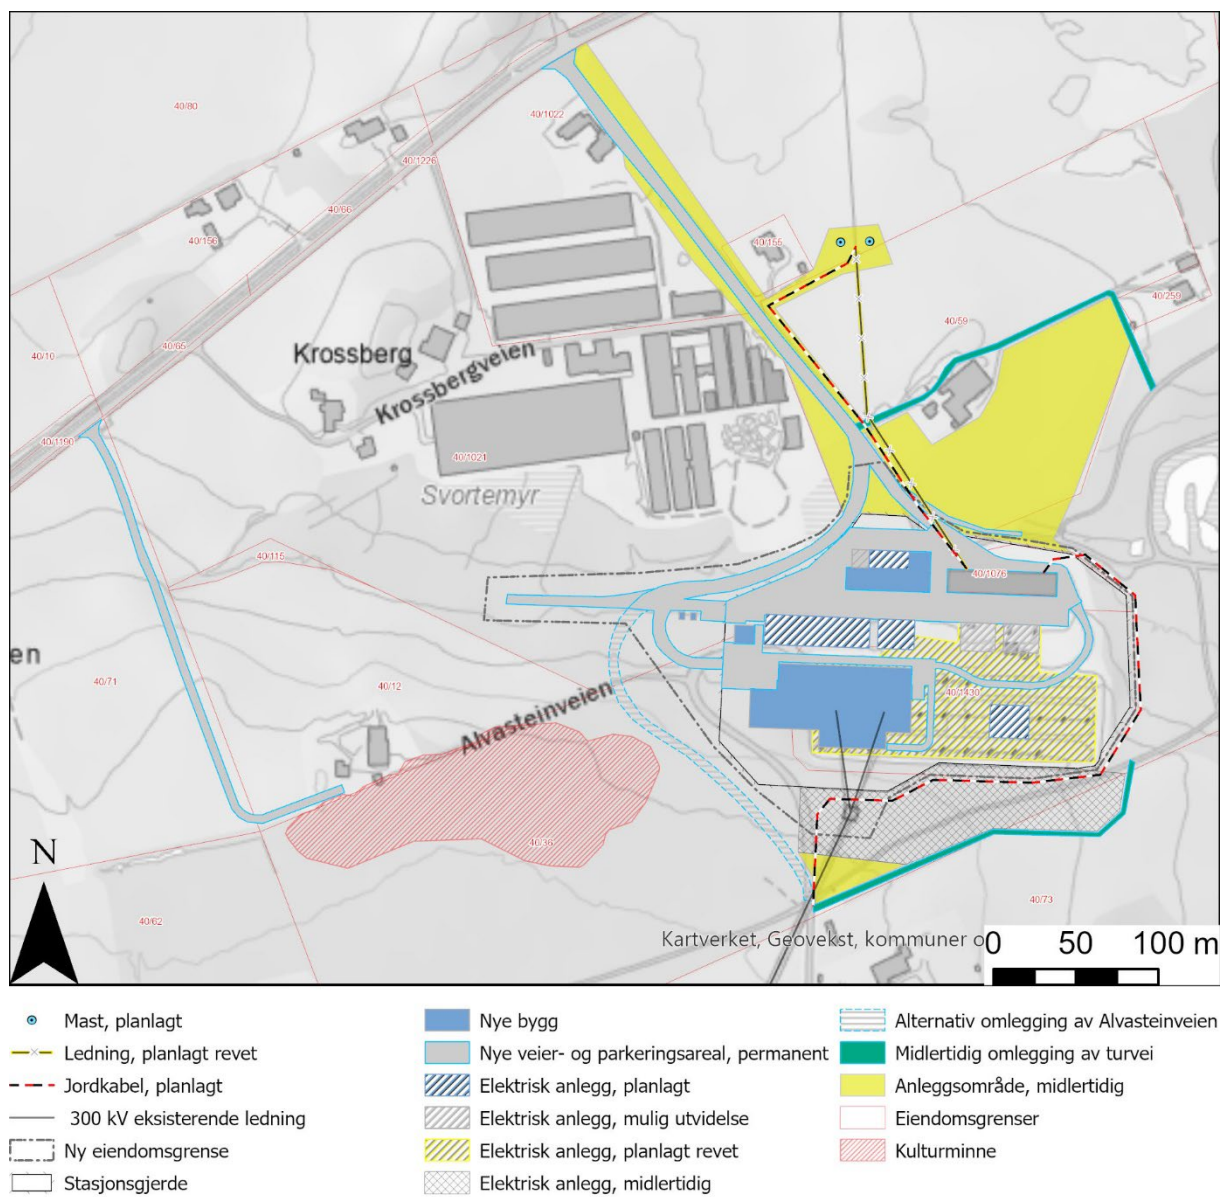 40/80
40/1022
40/1226
40/66
40/156
40/155
40/259
40/59
40/10
40/65
Krossberg
Krossbergveien
40/1190
40/1021
Svortemyr
40/115
40/1076
en
40/71
40/12
Alvasteinveien
40/1430
N
40/36
40/62
40/73
Kartverket, Geovekst, kommuner o
0 50 100 m
Mast, planlagt
Ledning, planlagt revet
Jordkabel, planlagt
300 kV eksisterende ledning
Ny eiendomsgrense
Stasjonsgjerde
Nye bygg
Nye veier- og parkeringsareal, permanent
Elektrisk anlegg, planlagt
Elektrisk anlegg, mulig utvidelse
Elektrisk anlegg, planlagt revet
Elektrisk anlegg, midlertidig
Alternativ omlegging av Alvasteinveien
Midlertidig omlegging av turvei
Anleggsområde, midlertidig
Eiendomsgrenser
Kulturminne